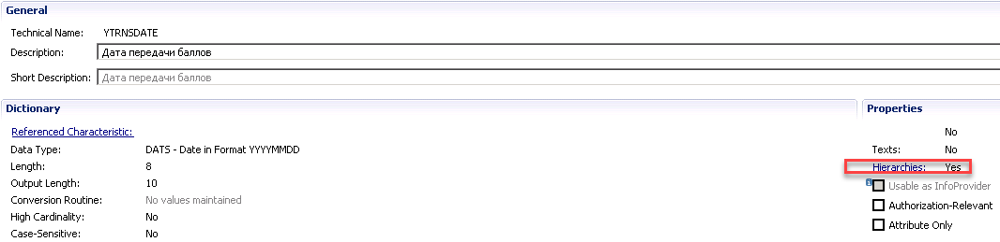 General
Technical Name: YTRNSDATE
Description: Дата передачи баллов
Short Description: Дата передачи баллов
Dictionary
Referenced Characteristic:
Data Type: DATS - Date in Format YYYYMMDD
Length: 8
Output Length: 10
Conversion Routine: No values maintained
High Cardinality: No
Case-Sensitive: No
Properties
No
Texts: No
Hierarchies: Yes
Usable as InfoProvider
Authorization-Relevant
Attribute Only